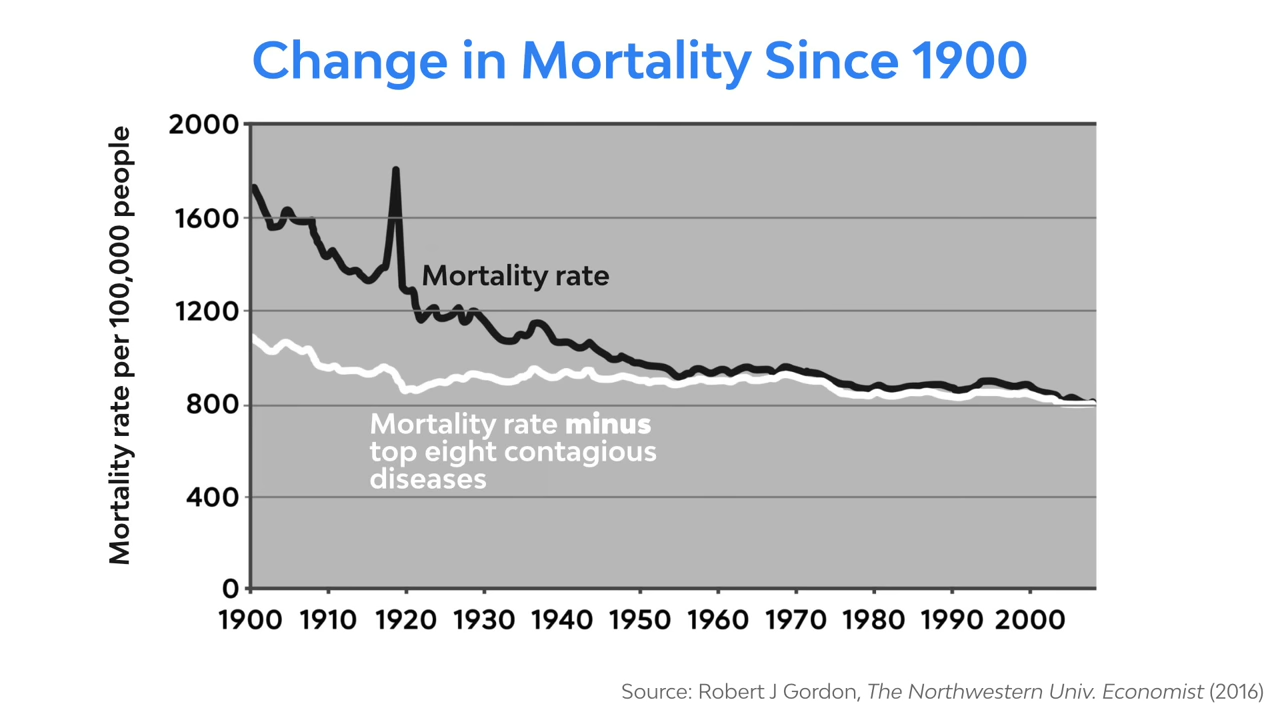 Change in Mortality Since 1900
Mortality rate per 100,000 people
2000
1600
1200
800
400
0
Mortality rate
Mortality rate minus
top eight contagious
diseases
1900 1910 1920 1930 1940 1950 1960 1970 1980 1990 2000
Source: Robert J Gordon, The Northwestern Univ. Economist (2016)